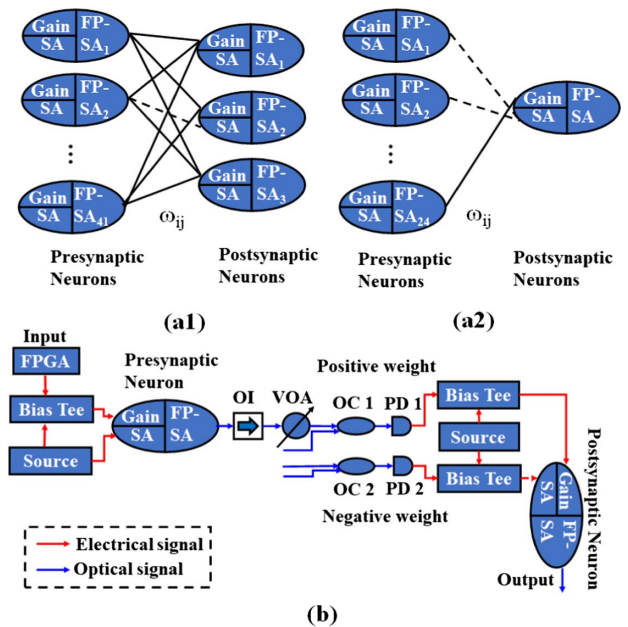 Gain FP-
SA SA1
Gain FP-
SA SA2
⋮
Gain FP-
SA SA41
Gain FP-
SA SA1
Gain FP-
SA SA2
Gain FP-
SA SA3
ωij
Presynaptic
Neurons
Postsynaptic
Neurons
(a1)
Gain FP-
SA SA1
Gain FP-
SA SA2
⋮
Gain FP-
SA SA24
Gain FP-
SA SA
ωij
Presynaptic
Neurons
Postsynaptic
Neurons
(a2)
Input
FPGA
Bias Tee
Source
Presynaptic
Neuron
Gain FP-
SA SA
OI
VOA
Positive weight
OC 1
PD 1
OC 2
PD 2
Negative weight
Bias Tee
Source
Bias Tee
Gain FP-
SA SA
Postsynaptic
Neuron
Output
Electrical signal
Optical signal
(b)